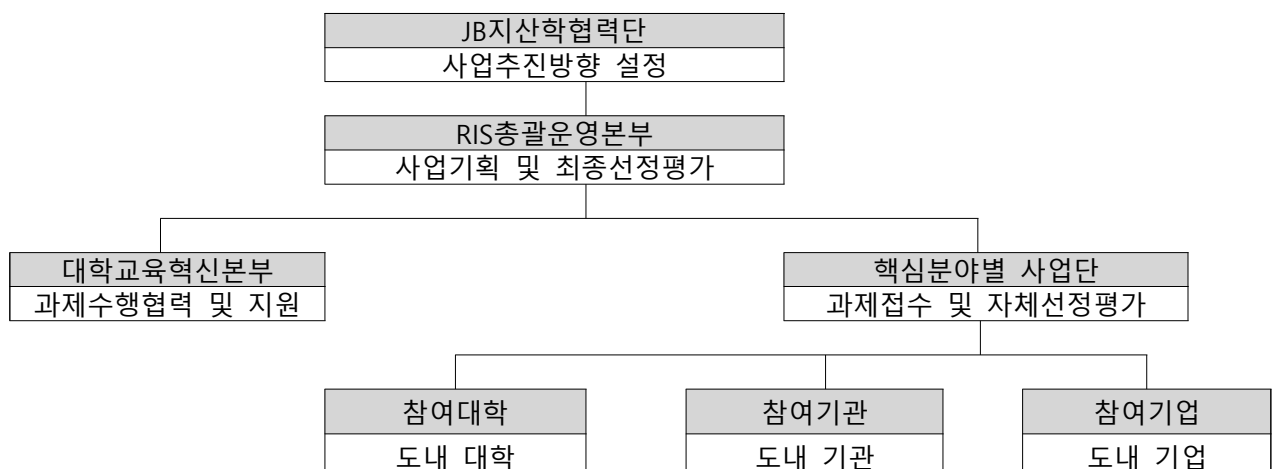 JB지산학협력단
사업추진방향 설정
RIS총괄운영본부
사업기획 및 최종선정평가
대학교육혁신본부
과제수행협력 및 지원
핵심분야별 사업단
과제접수 및 자체선정평가
참여대학
도내 대학
참여기관
도내 기관
참여기업
도내 기업